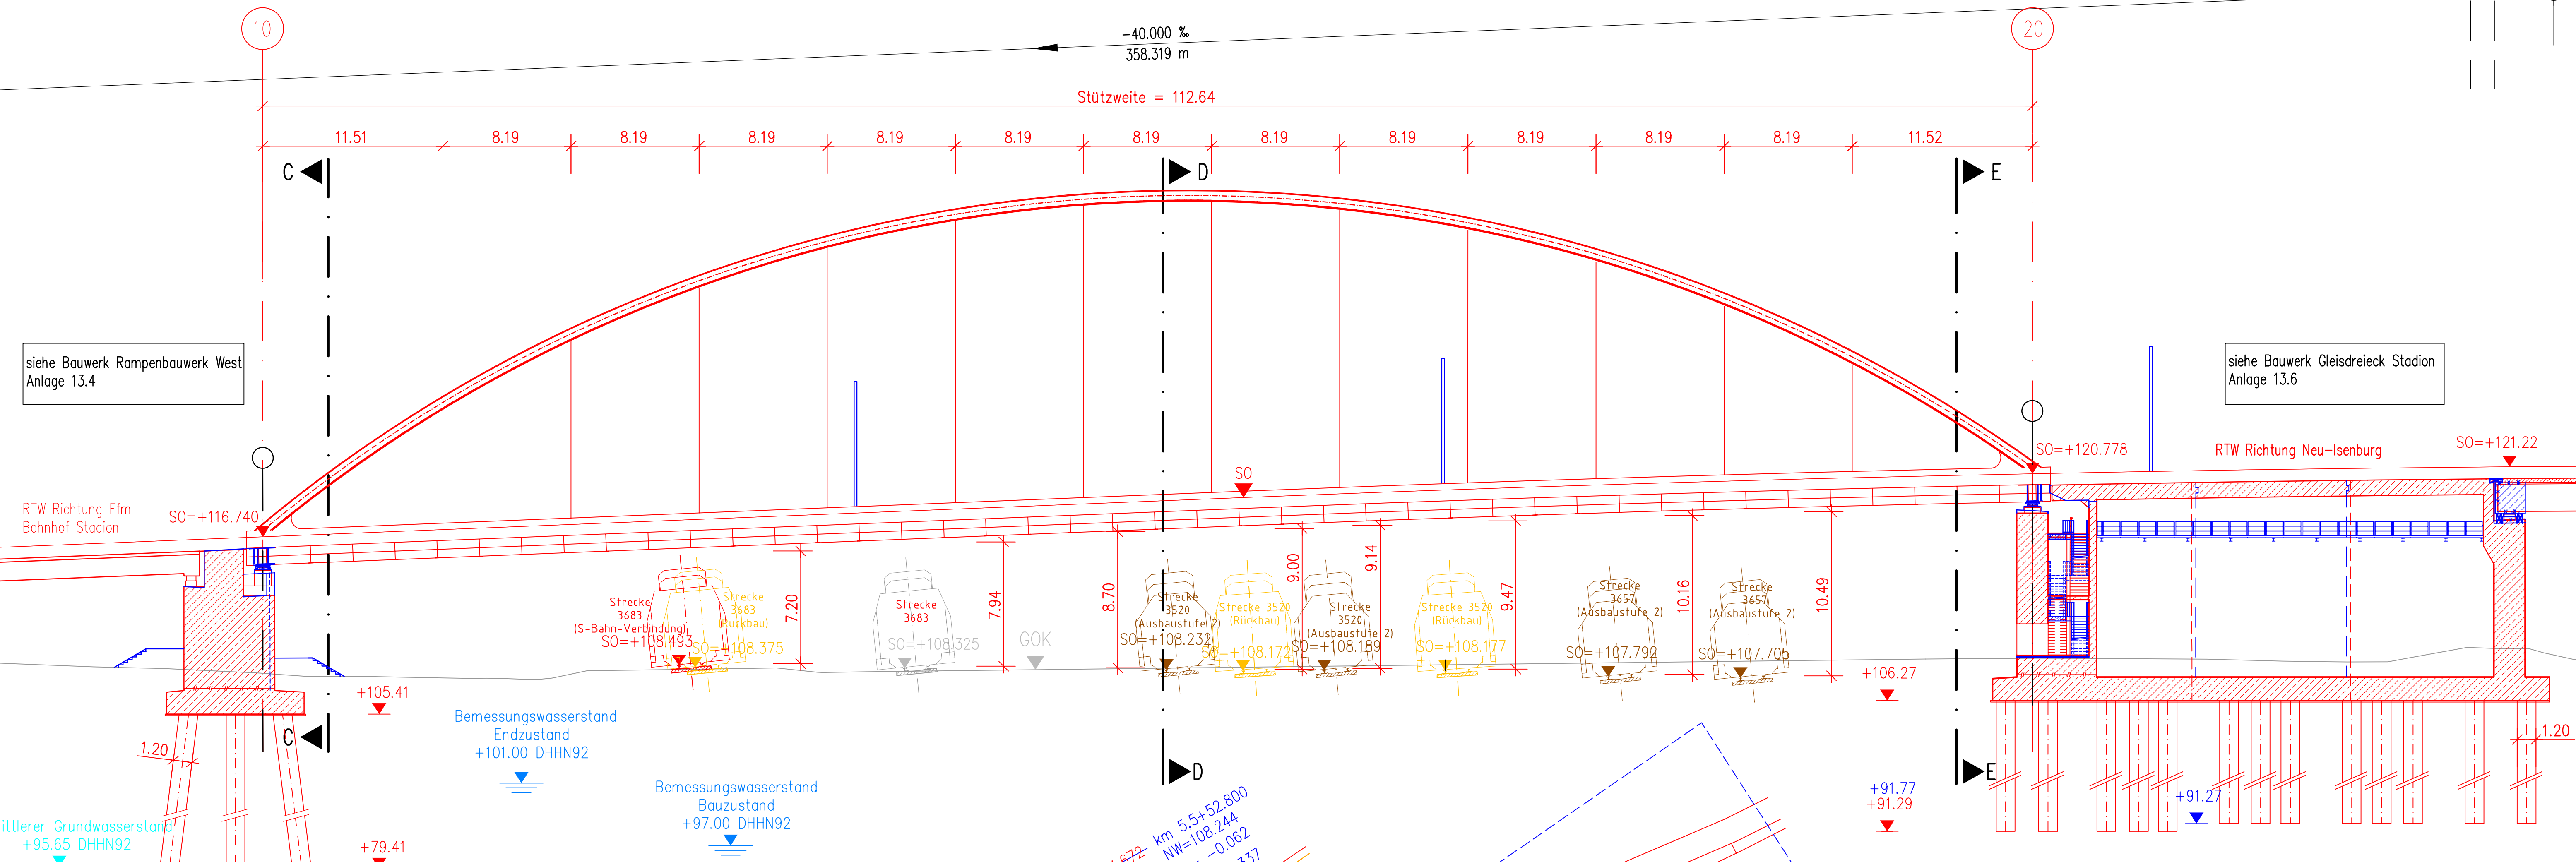 10
-40.000 ‰
358.319 m
20
Stützweite = 112.64
11.51
8.19
8.19
8.19
8.19
8.19
8.19
8.19
8.19
8.19
8.19
8.19
11.52
C
D
E
siehe Bauwerk Rampenbauwerk West
Anlage 13.4
siehe Bauwerk Gleisdreieck Stadion
Anlage 13.6
RTW Richtung Ffm
Bahnhof Stadion
SO=+116.740
SO
SO=+120.778
RTW Richtung Neu-Isenburg
SO=+121.22
Strecke
3683
(S-Bahn-Verbindung)
SO=+108.493
Strecke
3683
(Rückbau)
SO=+108.375
7.20
Strecke
3683
SO=+108.325
7.94
GOK
8.70
Strecke
3520
(Ausbaustufe 2)
SO=+108.232
Strecke 3520
(Rückbau)
SO=+108.172
9.00
Strecke
3520
(Ausbaustufe 2)
SO=+108.189
9.14
Strecke 3520
(Rückbau)
SO=+108.177
9.47
Strecke
3657
(Ausbaustufe 2)
SO=+107.792
10.16
Strecke
3657
(Ausbaustufe 2)
SO=+107.705
10.49
+105.41
+106.27
C
D
E
1.20
1.20
Bemessungswasserstand
Endzustand
+101.00 DHHN92
Bemessungswasserstand
Bauzustand
+97.00 DHHN92
ittlerer Grundwasserstand
+95.65 DHHN92
+79.41
km 5,5+52.800
NW=108.244
-0.062
337
672
+91.77
+91.29
+91.27